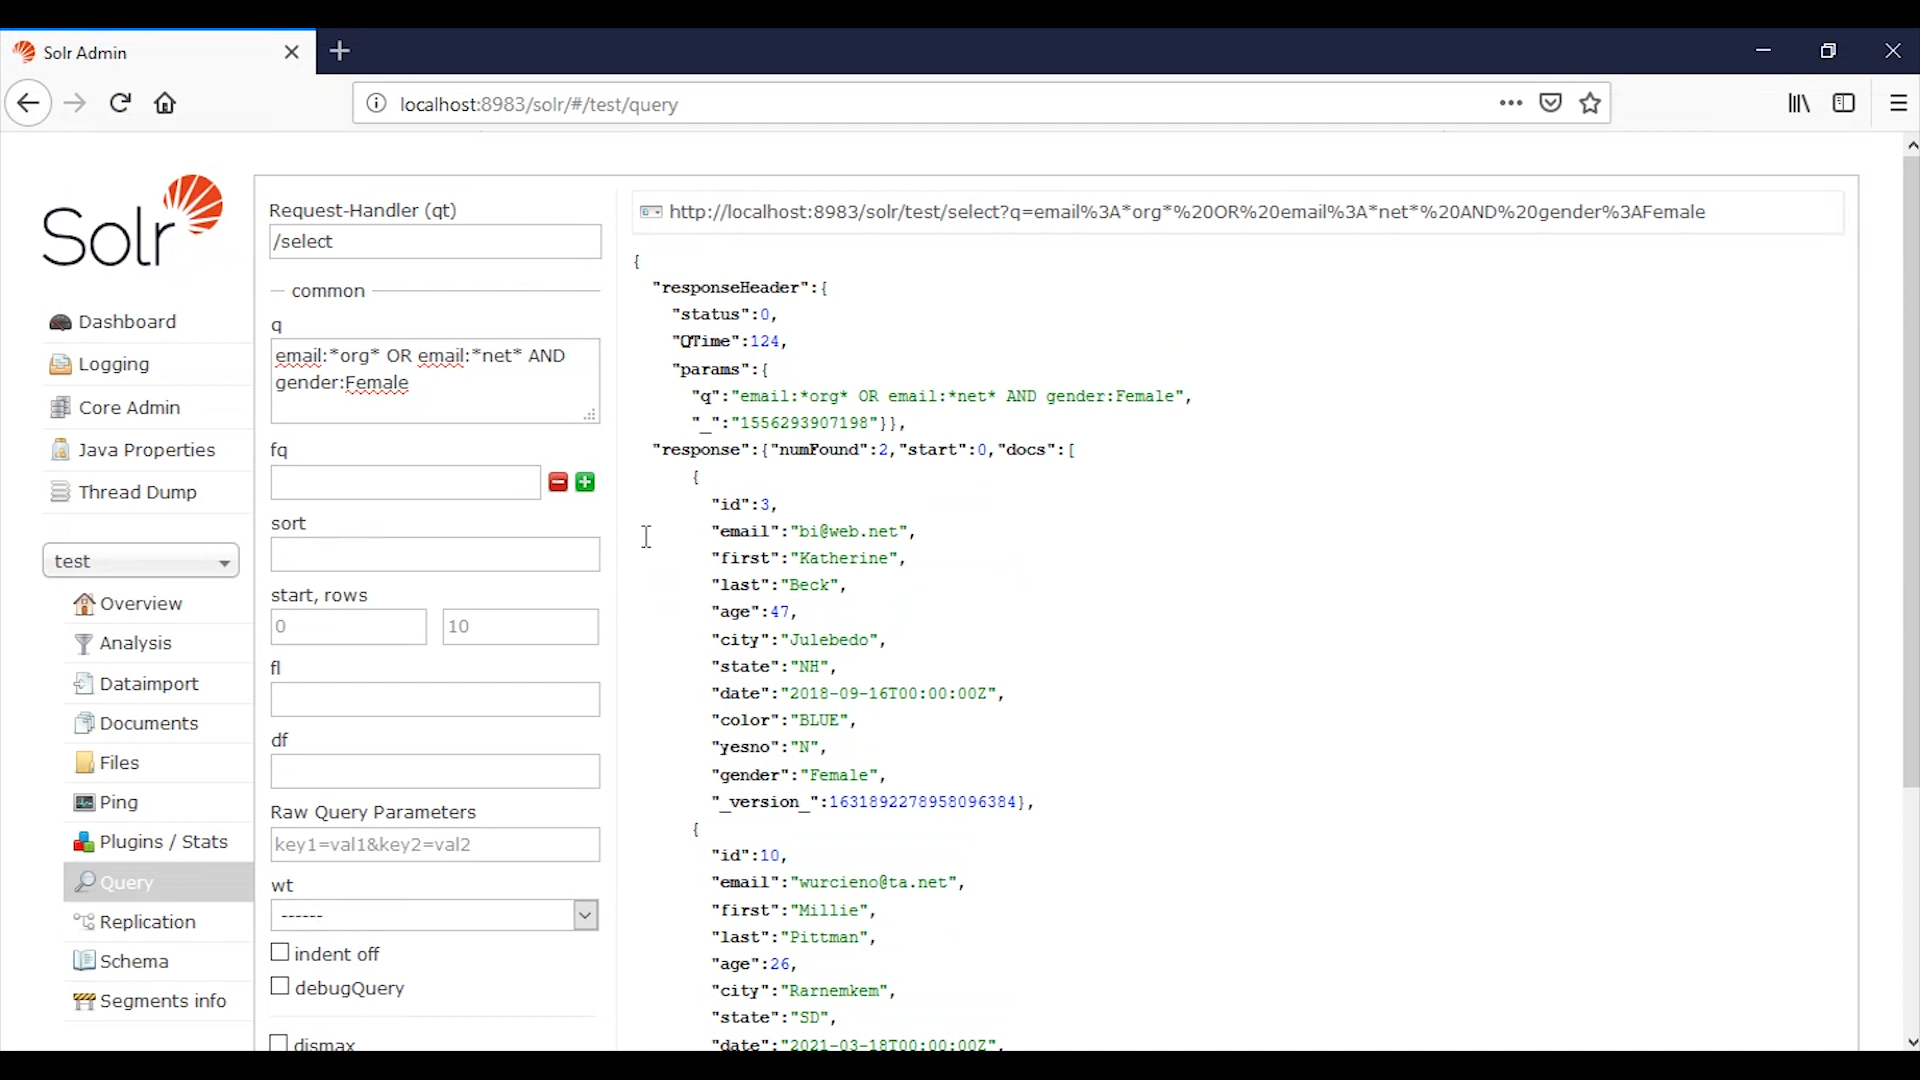 Solr Admin
localhost:8983/solr/#/test/query
Solr
Dashboard
Logging
Core Admin
Java Properties
Thread Dump
test
Overview
Analysis
Dataimport
Documents
Files
Ping
Plugins / Stats
Query
Replication
Schema
Segments info
Request-Handler (qt)
/select
common
q
email:*org* OR email:*net* AND
gender:Female
fq
sort
start, rows
0 10
fl
df
Raw Query Parameters
key1=val1&key2=val2
wt
------
indent off
debugQuery
dismax
http://localhost:8983/solr/test/select?q=email%3A*org*%20OR%20email%3A*net*%20AND%20gender%3AFemale
{
"responseHeader":{
"status":0,
"QTime":124,
"params":{
"q":"email:*org* OR email:*net* AND gender:Female",
"_":"1556293907198"}},
"response":{"numFound":2,"start":0,"docs":[
{
"id":3,
"email":"bi@web.net",
"first":"Katherine",
"last":"Beck",
"age":47,
"city":"Julebedo",
"state":"NH",
"date":"2018-09-16T00:00:00Z",
"color":"BLUE",
"yesno":"N",
"gender":"Female",
"_version_":1631892278958096384},
{
"id":10,
"email":"wurcieno@ta.net",
"first":"Millie",
"last":"Pittman",
"age":26,
"city":"Rarnemkem",
"state":"SD",
"date":"2021-03-18T00:00:00Z",